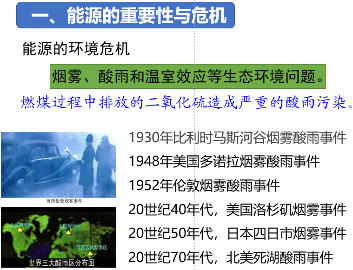 一、能源的重要性与危机
能源的环境危机
烟雾、酸雨和温室效应等生态环境问题。
燃煤过程中排放的二氧化硫造成严重的酸雨污染。
1930年比利时马斯河谷烟雾酸雨事件
1948年美国多诺拉烟雾酸雨事件
1952年伦敦烟雾酸雨事件
英国伦敦烟雾事件
20世纪40年代，美国洛杉矶烟雾事件
20世纪50年代，日本四日市烟雾事件
20世纪70年代，北美死湖酸雨事件
世界三大酸雨区分布图